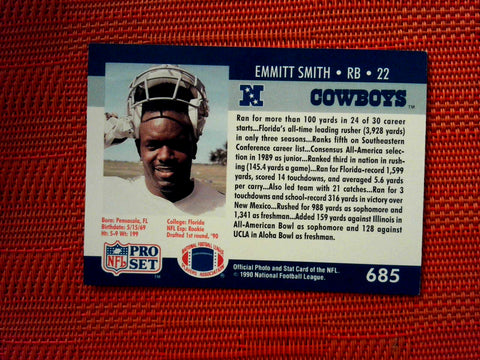 EMMITT SMITH • RB • 22
COWBOYS
TM
Ran for more than 100 yards in 24 of 30 career
starts...Florida's all-time leading rusher (3,928 yards)
in only three seasons...Ranks fifth on Southeastern
Conference career list...Consensus All-America selec-
tion in 1989 as junior...Ranked third in nation in rush-
ing (145.4 yards a game)...Ran for Florida-record 1,599
yards, scored 14 touchdowns, and averaged 5.6 yards
per carry...Also led team with 21 catches...Ran for 3
touchdowns and school-record 316 yards in victory over
New Mexico...Rushed for 988 yards as sophomore and
1,341 as freshman...Added 159 yards against Illinois in
All-American Bowl and 128 against
UCLA in Aloha Bowl as freshman.
Born: Pensacola, FL
Birthdate: 5/15/69
Ht: 5-9 Wt: 199
College: Florida
NFL Exp: Rookie
Drafted 1st round, '90
NFL
PRO
SET
TM
NATIONAL FOOTBALL LEAGUE
PLAYERS ASSOCIATION
Official Photo and Stat Card of the NFL.
© 1990 National Football League.
685